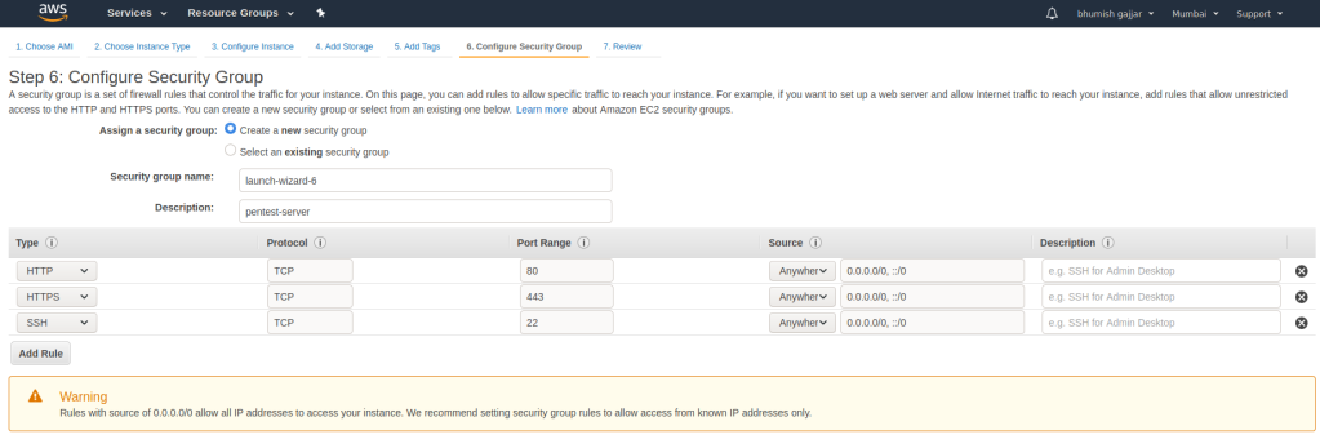 aws Services Resource Groups bhumish gajjar Mumbai Support
1. Choose AMI 2. Choose Instance Type 3. Configure Instance 4. Add Storage 5. Add Tags 6. Configure Security Group 7. Review
Step 6: Configure Security Group
A security group is a set of firewall rules that control the traffic for your instance. On this page, you can add rules to allow specific traffic to reach your instance. For example, if you want to set up a web server and allow Internet traffic to reach your instance, add rules that allow unrestricted
access to the HTTP and HTTPS ports. You can create a new security group or select from an existing one below. Learn more about Amazon EC2 security groups.
Assign a security group: Create a new security group
Select an existing security group
Security group name: launch-wizard-6
Description: pentest-server
Type Protocol Port Range Source Description
HTTP TCP 80 Anywher 0.0.0.0/0, ::/0 e.g. SSH for Admin Desktop
HTTPS TCP 443 Anywher 0.0.0.0/0, ::/0 e.g. SSH for Admin Desktop
SSH TCP 22 Anywher 0.0.0.0/0, ::/0 e.g. SSH for Admin Desktop
Add Rule
Warning
Rules with source of 0.0.0.0/0 allow all IP addresses to access your instance. We recommend setting security group rules to allow access from known IP addresses only.